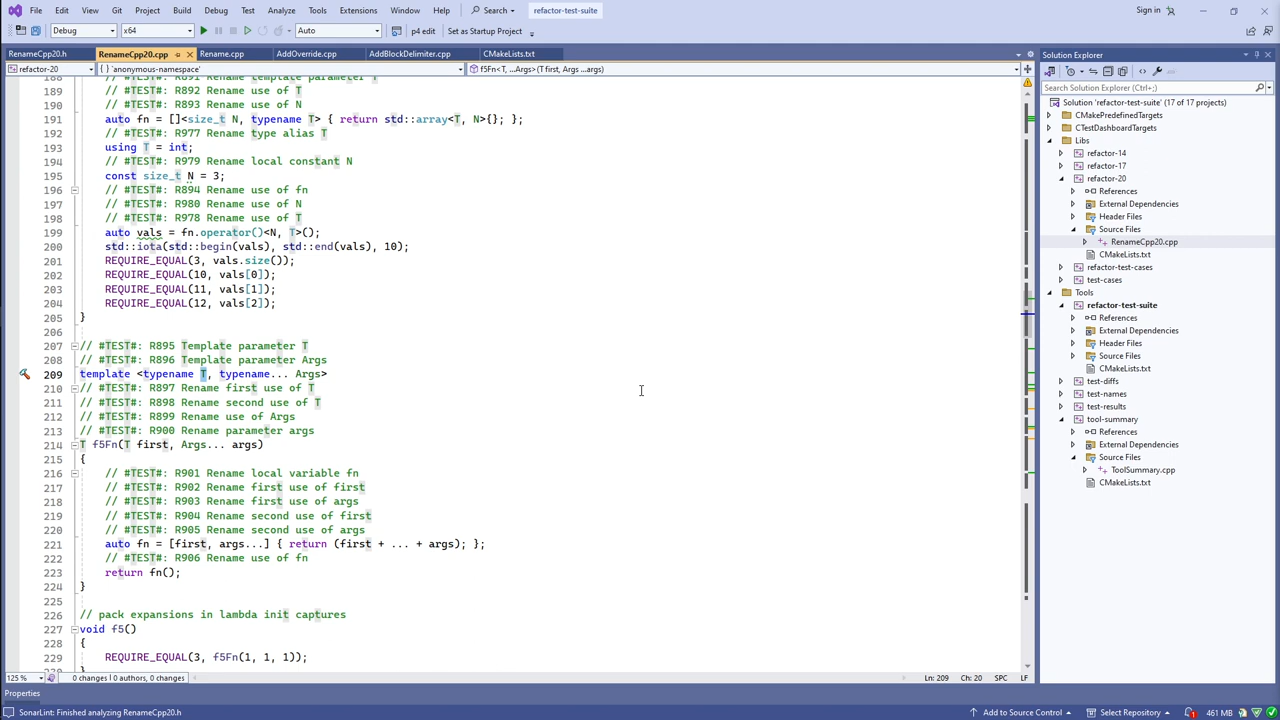 File Edit View Git Project Build Debug Test Analyze Tools Extensions Window Help Search refactor-test-suite Sign in
Debug x64 Auto p4 edit Set as Startup Project
RenameCpp20.h RenameCpp20.cpp Rename.cpp AddOverride.cpp AddBlockDelimiter.cpp CMakeLists.txt
refactor-20 `anonymous-namespace' f5Fn<T, ...Args>(T first, Args ...args)
188 // #TEST#: R891 Rename template parameter T
189 // #TEST#: R892 Rename use of T
190 // #TEST#: R893 Rename use of N
191 auto fn = []<size_t N, typename T> { return std::array<T, N>{}; };
192 // #TEST#: R977 Rename type alias T
193 using T = int;
194 // #TEST#: R979 Rename local constant N
195 const size_t N = 3;
196 // #TEST#: R894 Rename use of fn
197 // #TEST#: R980 Rename use of N
198 // #TEST#: R978 Rename use of T
199 auto vals = fn.operator()<N, T>();
200 std::iota(std::begin(vals), std::end(vals), 10);
201 REQUIRE_EQUAL(3, vals.size());
202 REQUIRE_EQUAL(10, vals[0]);
203 REQUIRE_EQUAL(11, vals[1]);
204 REQUIRE_EQUAL(12, vals[2]);
205 }
206
207 // #TEST#: R895 Template parameter T
208 // #TEST#: R896 Template parameter Args
209 template <typename T, typename... Args>
210 // #TEST#: R897 Rename first use of T
211 // #TEST#: R898 Rename second use of T
212 // #TEST#: R899 Rename use of Args
213 // #TEST#: R900 Rename parameter args
214 T f5Fn(T first, Args... args)
215 {
216 // #TEST#: R901 Rename local variable fn
217 // #TEST#: R902 Rename first use of first
218 // #TEST#: R903 Rename first use of args
219 // #TEST#: R904 Rename second use of first
220 // #TEST#: R905 Rename second use of args
221 auto fn = [first, args...] { return (first + ... + args); };
222 // #TEST#: R906 Rename use of fn
223 return fn();
224 }
225
226 // pack expansions in lambda init captures
227 void f5()
228 {
229 REQUIRE_EQUAL(3, f5Fn(1, 1, 1));
230 }
125 % 0 changes | 0 authors, 0 changes Ln: 209 Ch: 20 SPC LF
Properties
Solution Explorer
Search Solution Explorer (Ctrl+;)
Solution 'refactor-test-suite' (17 of 17 projects)
CMakePredefinedTargets
CTestDashboardTargets
Libs
refactor-14
refactor-17
refactor-20
References
External Dependencies
Header Files
Source Files
RenameCpp20.cpp
CMakeLists.txt
refactor-test-cases
test-cases
Tools
refactor-test-suite
References
External Dependencies
Header Files
Source Files
CMakeLists.txt
test-diffs
test-names
test-results
tool-summary
References
External Dependencies
Source Files
ToolSummary.cpp
CMakeLists.txt
SonarLint: Finished analyzing RenameCpp20.h Add to Source Control Select Repository 1 461 MB